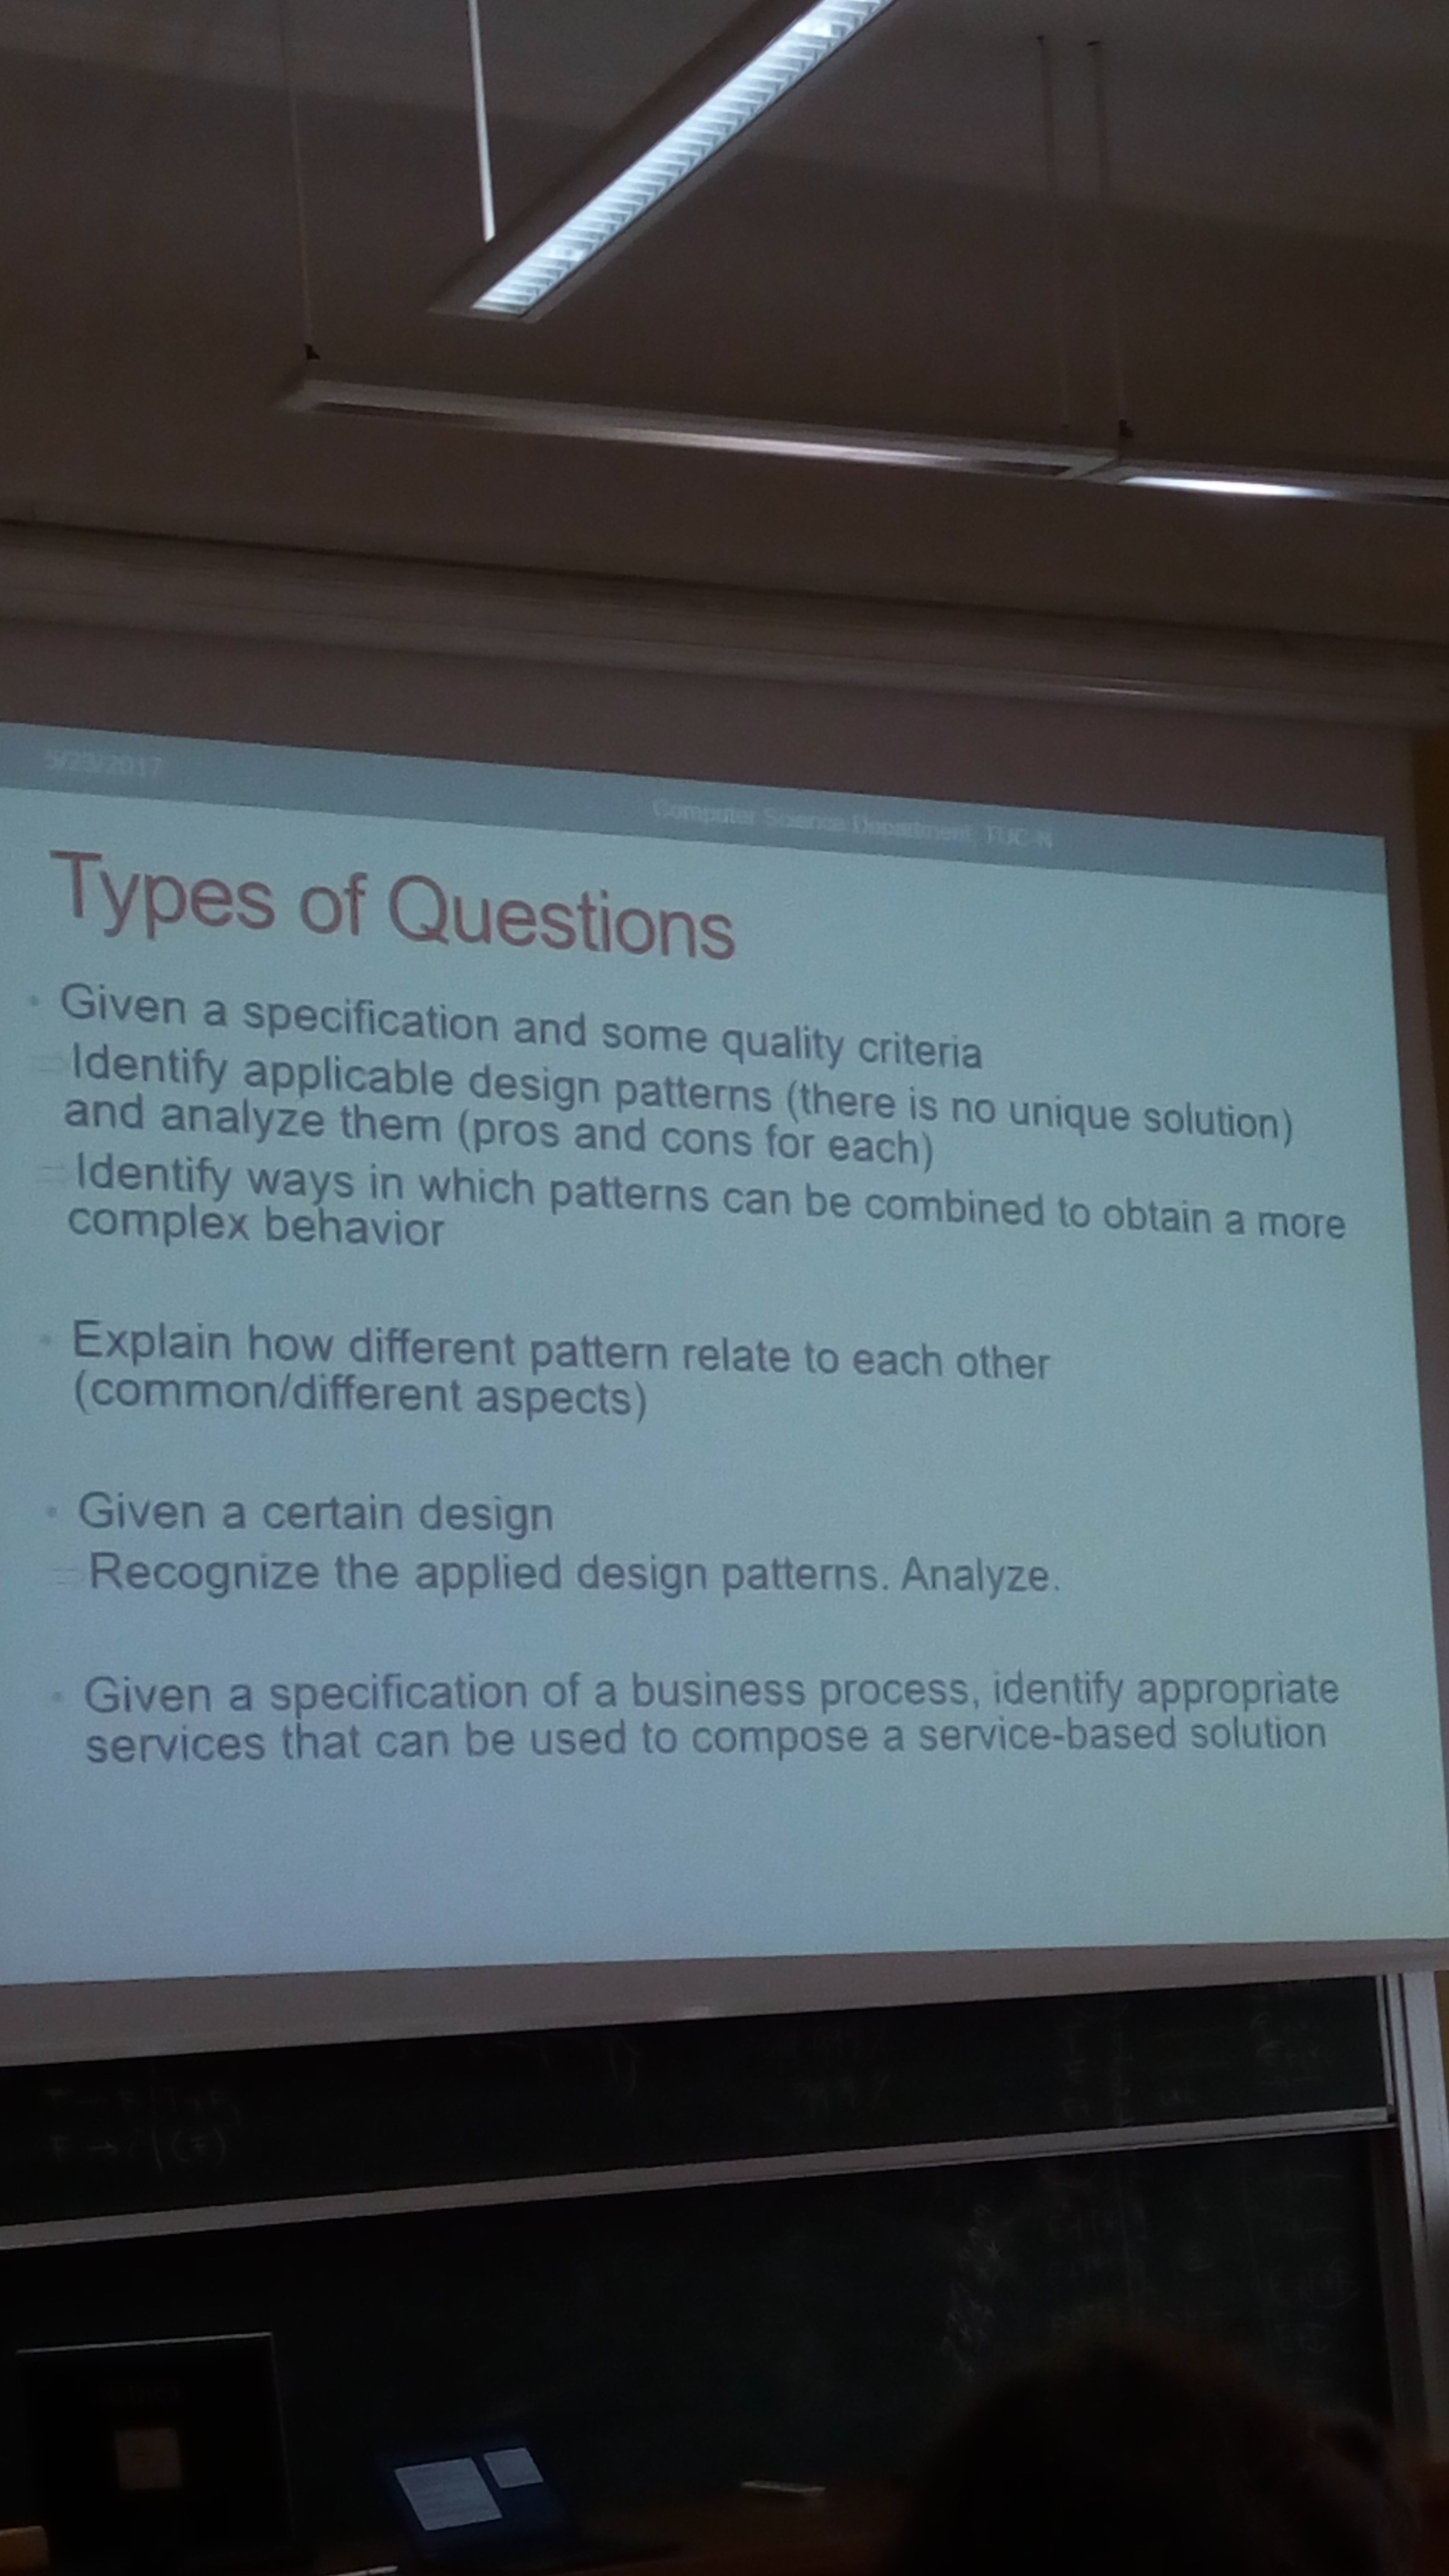 5/23/2017
Computer Science Department, TUC-N
Types of Questions
• Given a specification and some quality criteria
Identify applicable design patterns (there is no unique solution)
and analyze them (pros and cons for each)
Identify ways in which patterns can be combined to obtain a more
complex behavior
• Explain how different pattern relate to each other
(common/different aspects)
• Given a certain design
Recognize the applied design patterns. Analyze.
• Given a specification of a business process, identify appropriate
services that can be used to compose a service-based solution